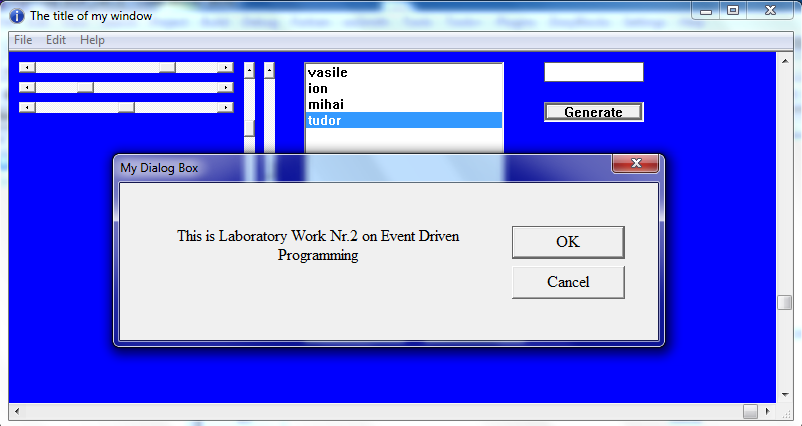 The title of my window
File Edit Help
vasile
ion
mihai
tudor
Generate
My Dialog Box
This is Laboratory Work Nr.2 on Event Driven
Programming
OK
Cancel